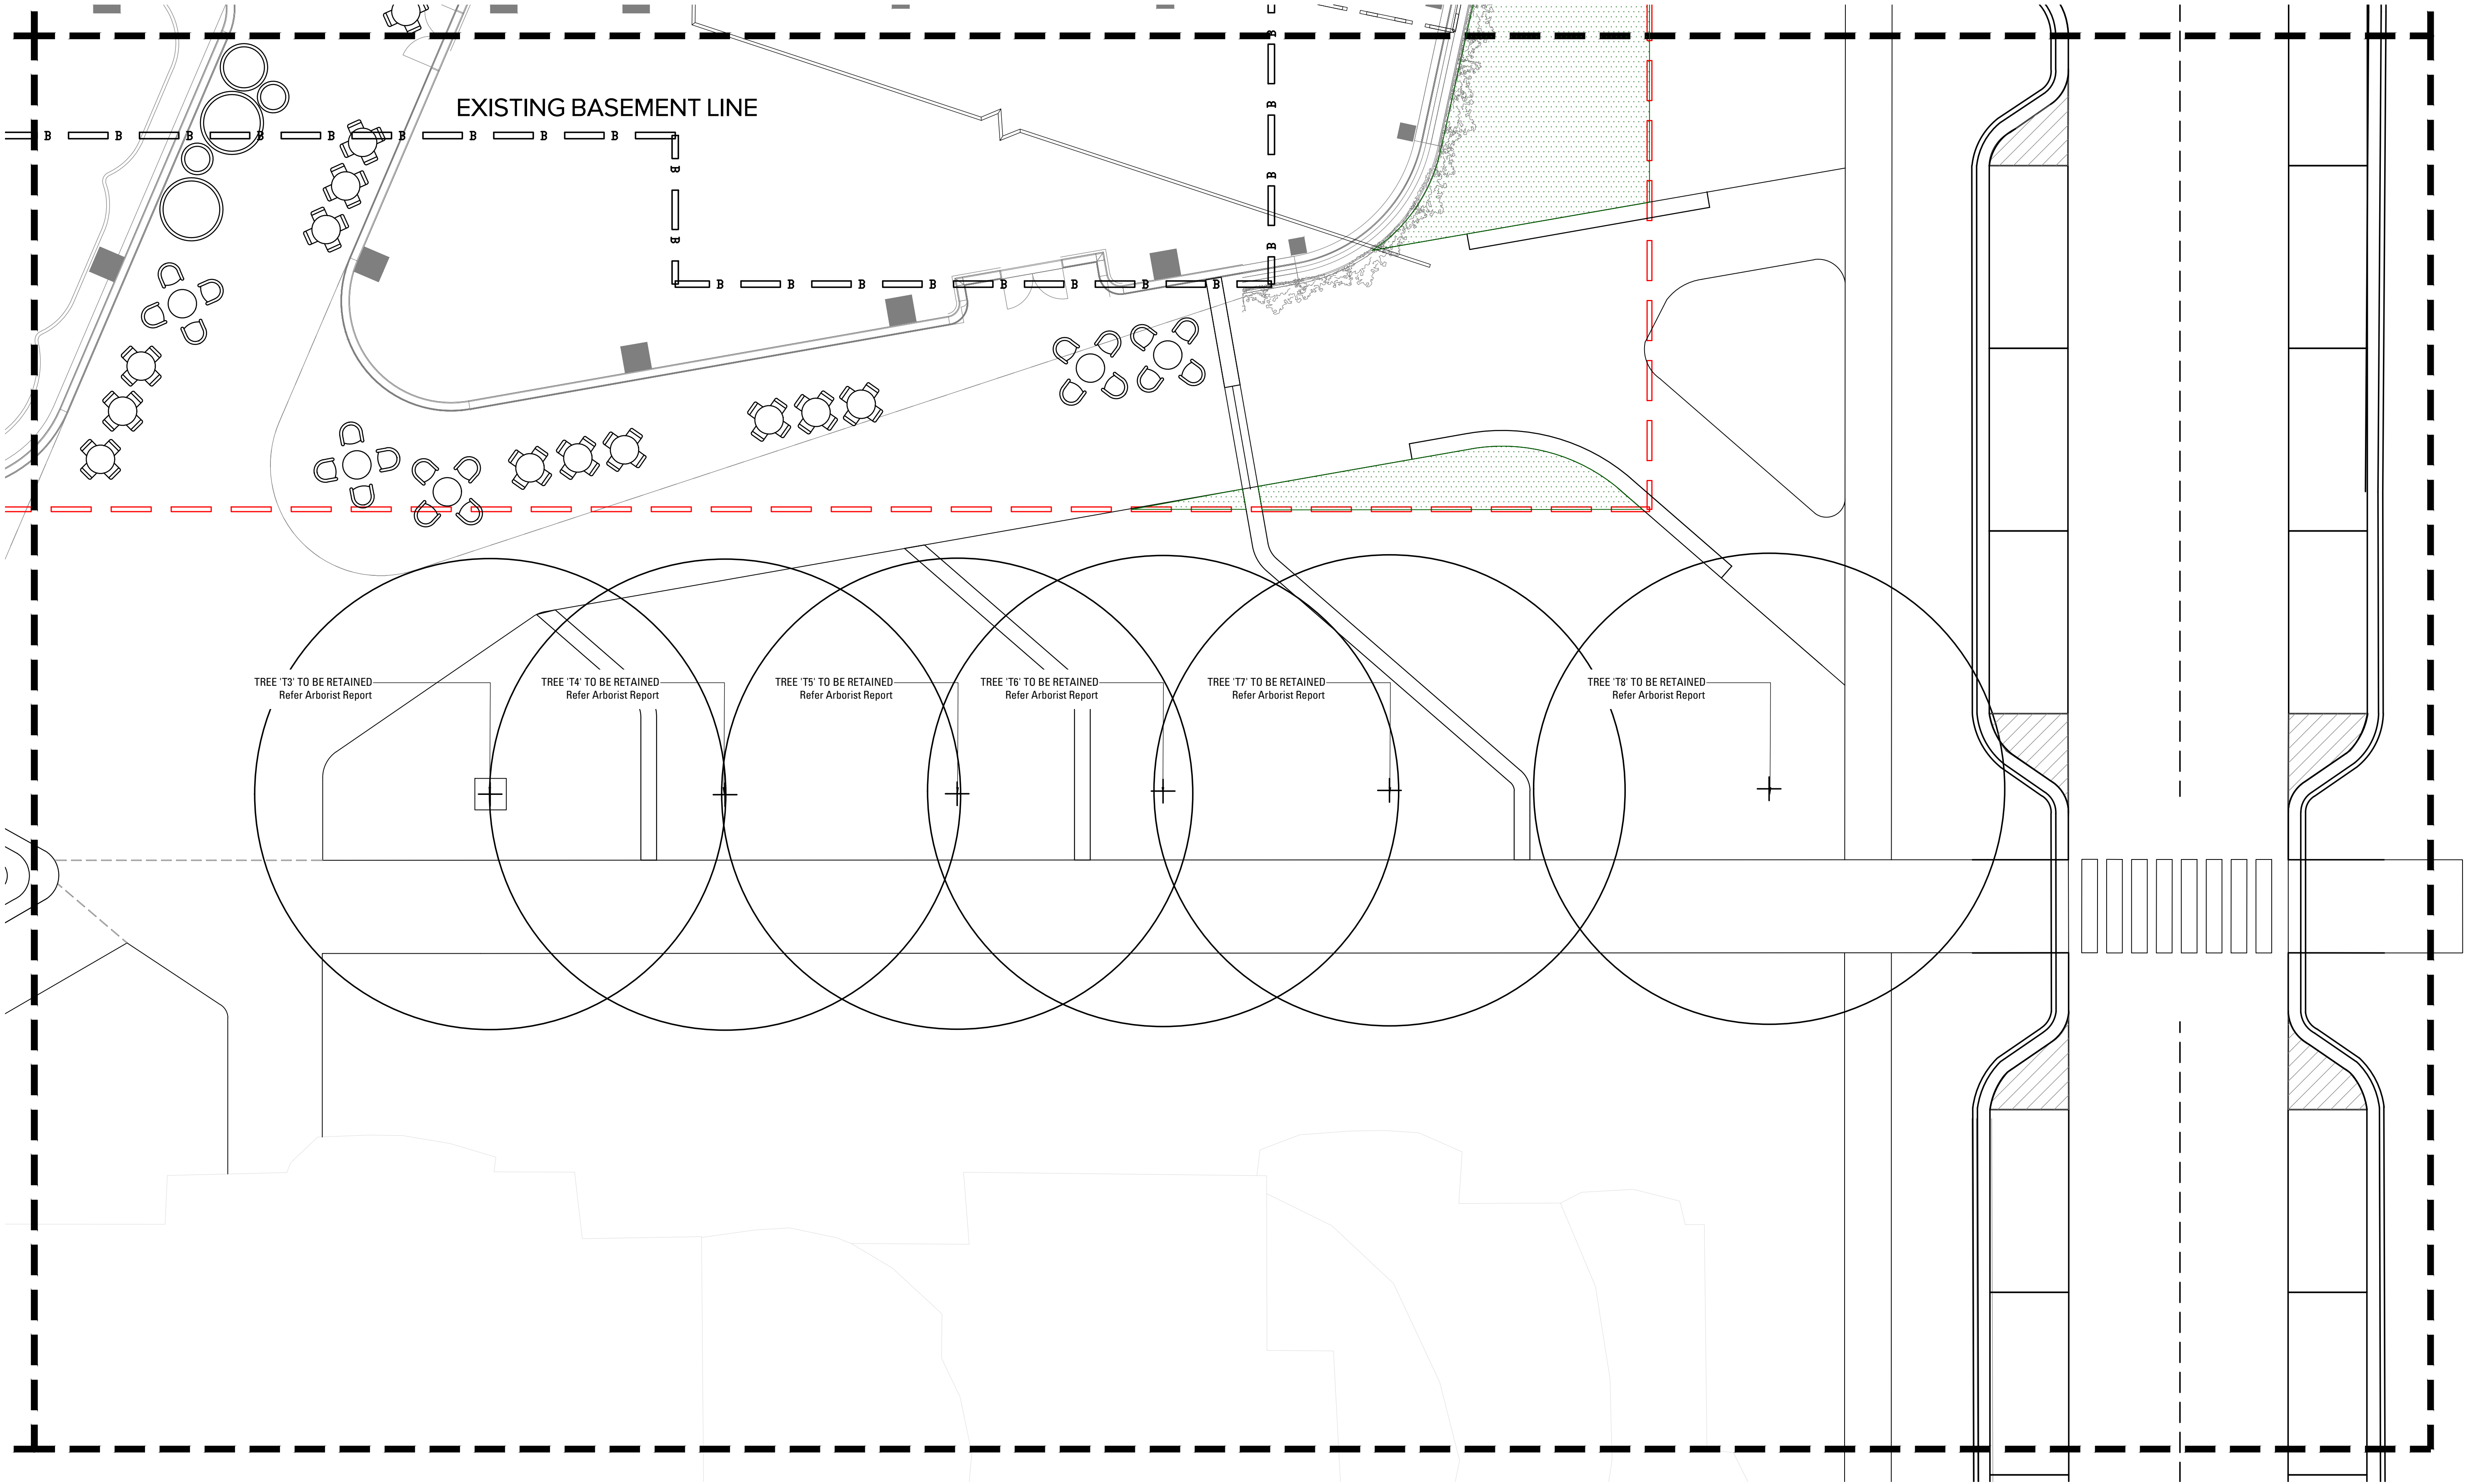 EXISTING BASEMENT LINE
B B B B B B B B B
B
B
B
B
B
B
B B B B B B B B
TREE 'T3' TO BE RETAINED
Refer Arborist Report
TREE 'T4' TO BE RETAINED
Refer Arborist Report
TREE 'T5' TO BE RETAINED
Refer Arborist Report
TREE 'T6' TO BE RETAINED
Refer Arborist Report
TREE 'T7' TO BE RETAINED
Refer Arborist Report
TREE 'T8' TO BE RETAINED
Refer Arborist Report